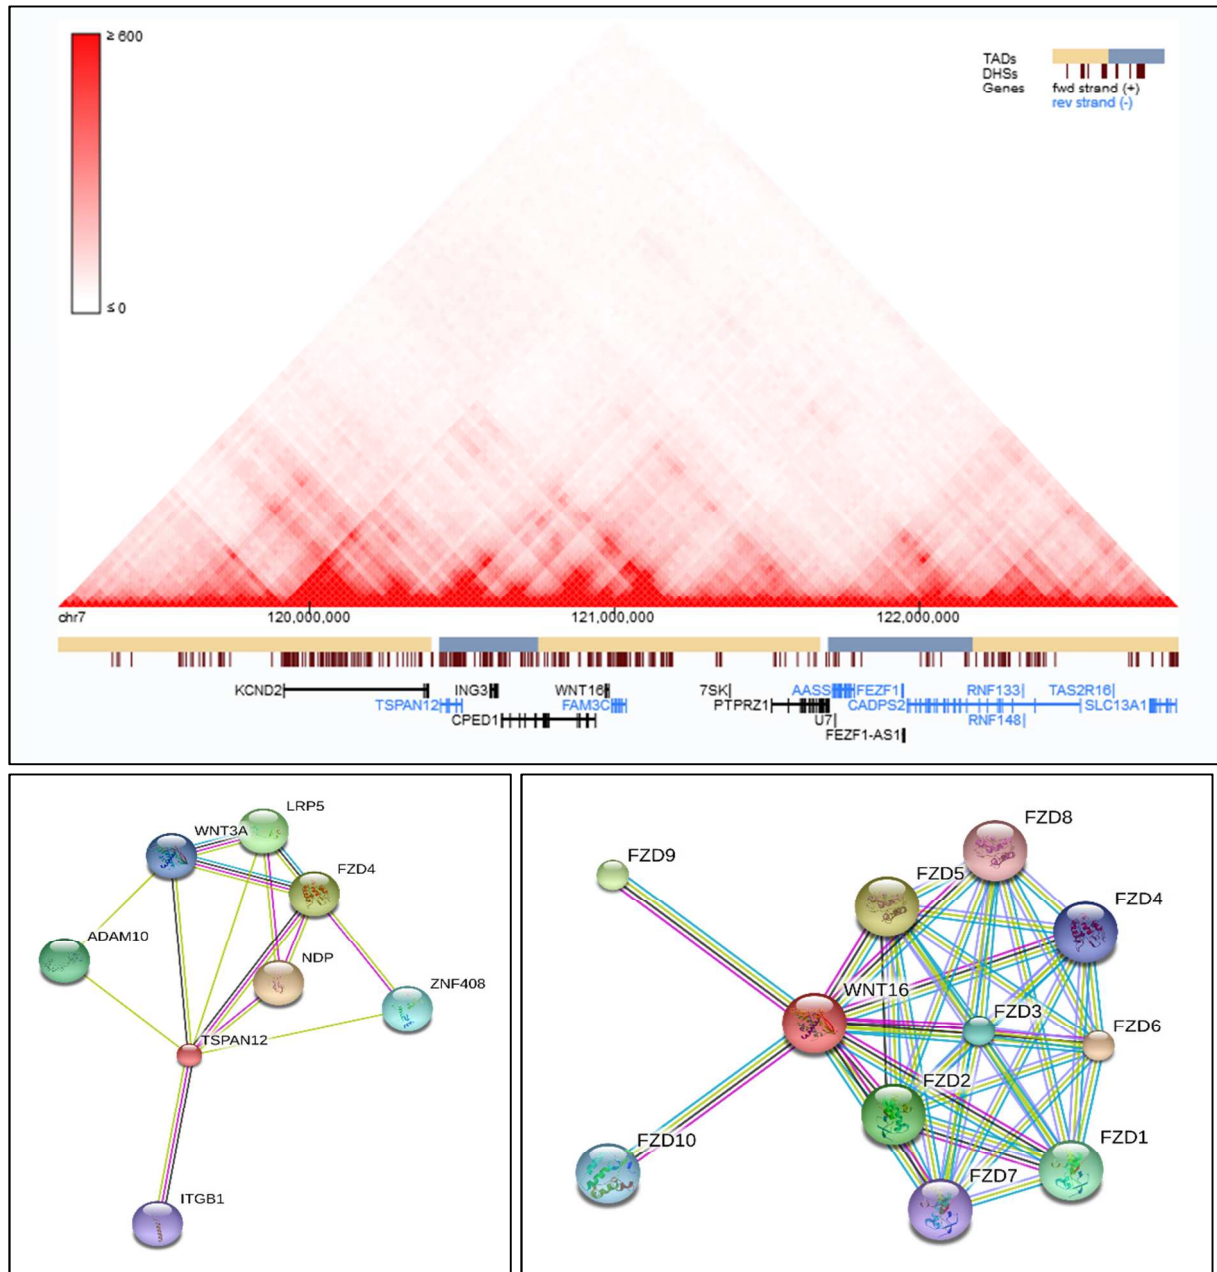 ≥ 600
≤ 0
TADs
DHSs
Genes fwd strand (+)
rev strand (-)
chr7 120,000,000 121,000,000 122,000,000
KCND2 ING3 WNT16 7SK AASS FEZF1 RNF133 TAS2R16
TSPAN12 FAM3C PTPRZ1 CADPS2 SLC13A1
CPED1 U7 RNF148
FEZF1-AS1
LRP5
WNT3A
FZD4
ADAM10
NDP
ZNF408
TSPAN12
ITGB1
FZD8
FZD9
FZD5
FZD4
WNT16
FZD3
FZD6
FZD2
FZD10
FZD1
FZD7